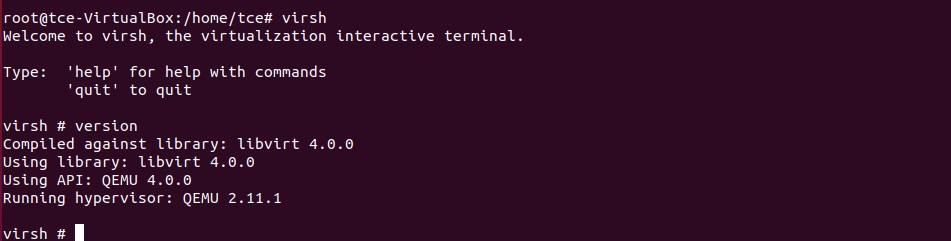 root@tce-VirtualBox:/home/tce# virsh
Welcome to virsh, the virtualization interactive terminal.
Type:  'help' for help with commands
       'quit' to quit
virsh # version
Compiled against library: libvirt 4.0.0
Using library: libvirt 4.0.0
Using API: QEMU 4.0.0
Running hypervisor: QEMU 2.11.1
virsh #